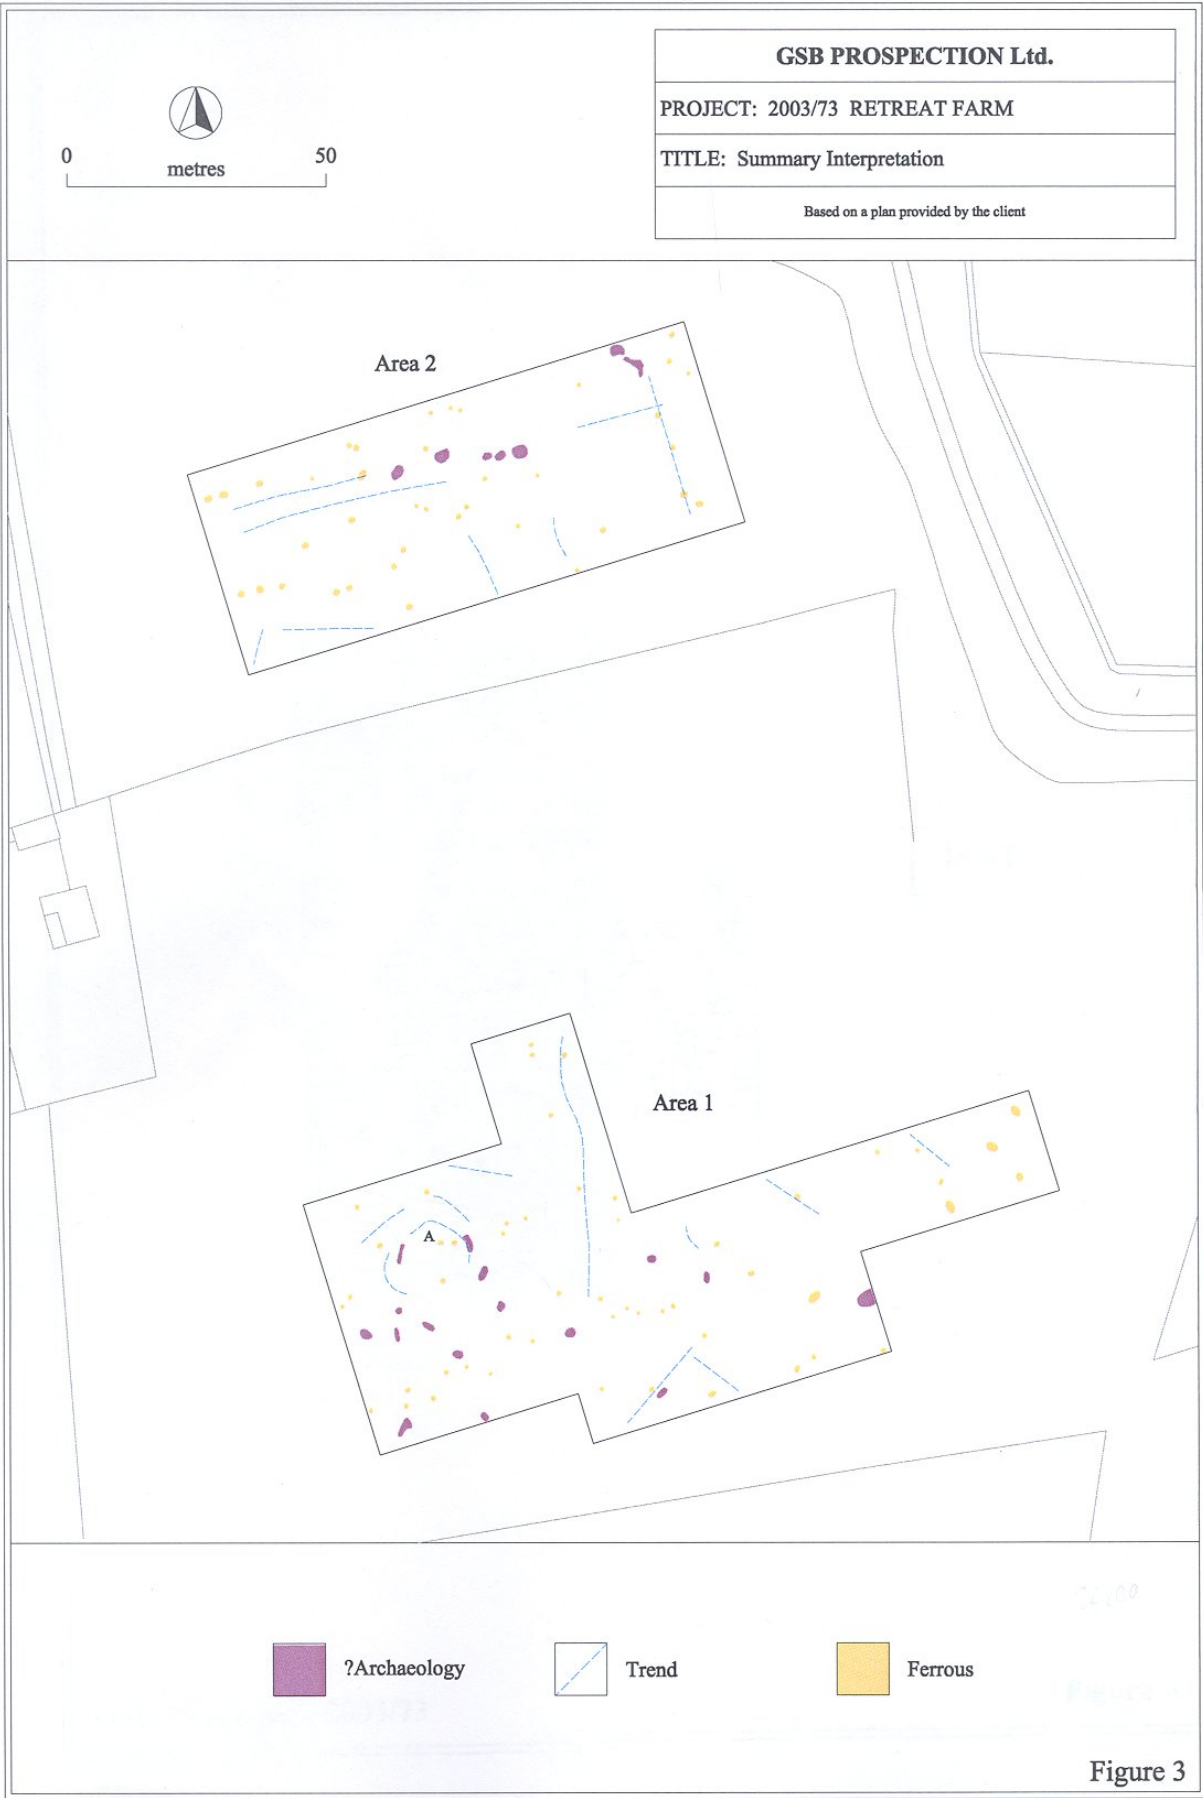 GSB PROSPECTION Ltd.
PROJECT: 2003/73 RETREAT FARM
TITLE: Summary Interpretation
Based on a plan provided by the client
0 50
metres
Area 2
Area 1
A
?Archaeology
Trend
Ferrous
Figure 3